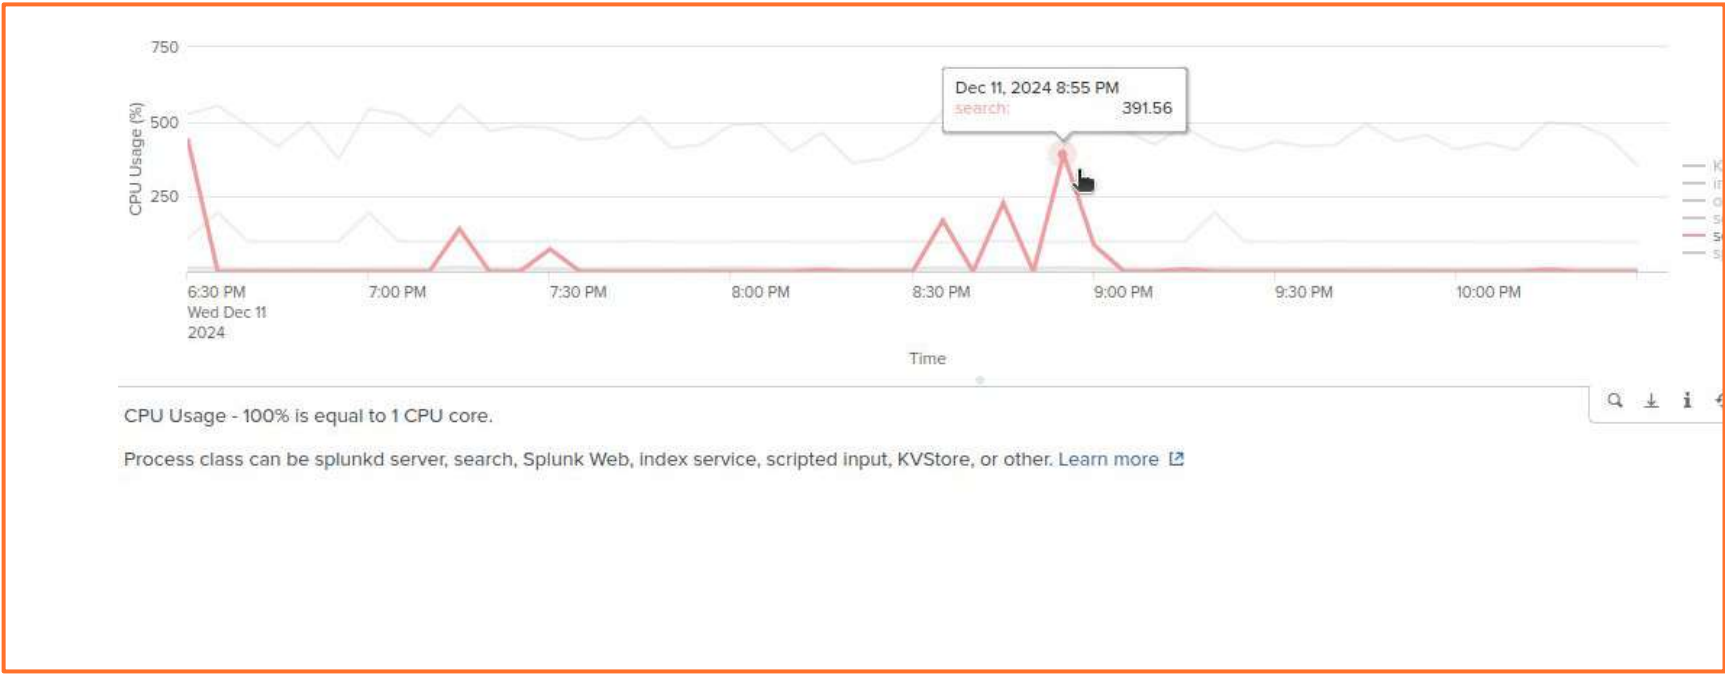 750
Dec 11, 2024 8:55 PM
search: 391.56
CPU Usage (%)
500
250
6:30 PM 7:00 PM 7:30 PM 8:00 PM 8:30 PM 9:00 PM 9:30 PM 10:00 PM
Wed Dec 11
2024
Time
CPU Usage - 100% is equal to 1 CPU core.
Process class can be splunkd server, search, Splunk Web, index service, scripted input, KVStore, or other. Learn more